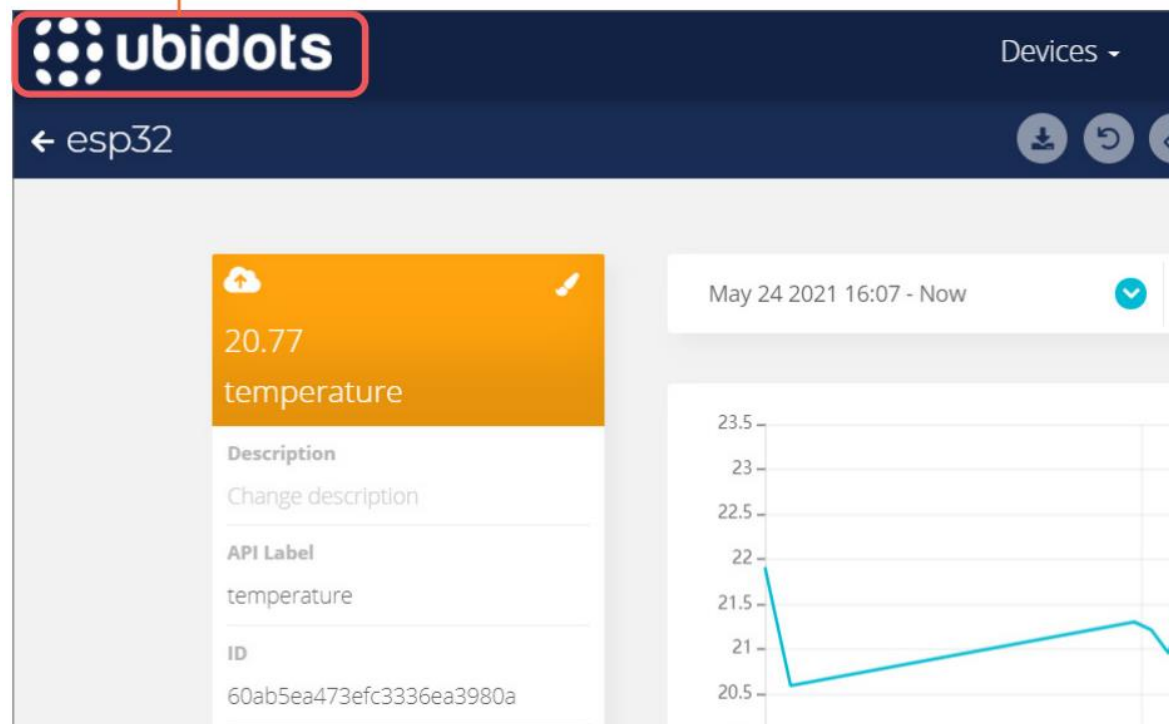 ubidots
Devices
esp32
20.77
temperature
Description
Change description
API Label
temperature
ID
60ab5ea473efc3336ea3980a
May 24 2021 16:07 - Now
23.5
23
22.5
22
21.5
21
20.5